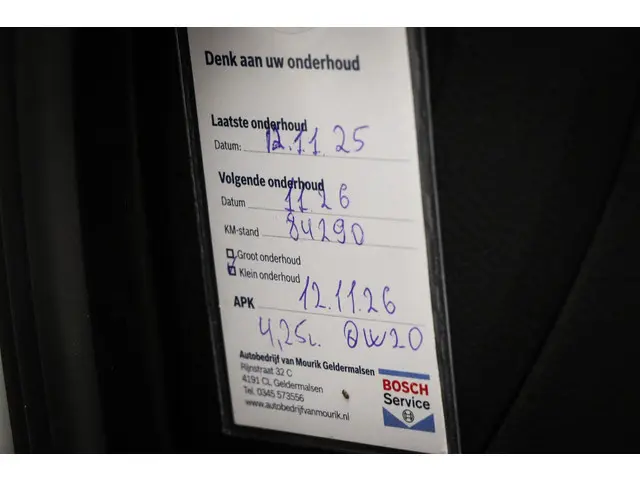 Denk aan uw onderhoud
Laatste onderhoud
Datum: 12.11.25
Volgende onderhoud
Datum 11.26
KM-stand 84290
Groot onderhoud
Klein onderhoud
APK 12.11.26
4,25L. 0W20
Autobedrijf van Mourik Geldermalsen
Rijnstraat 32 C
4191 CL Geldermalsen
Tel. 0345 573556
www.autobedrijfvanmourik.nl
BOSCH
Service